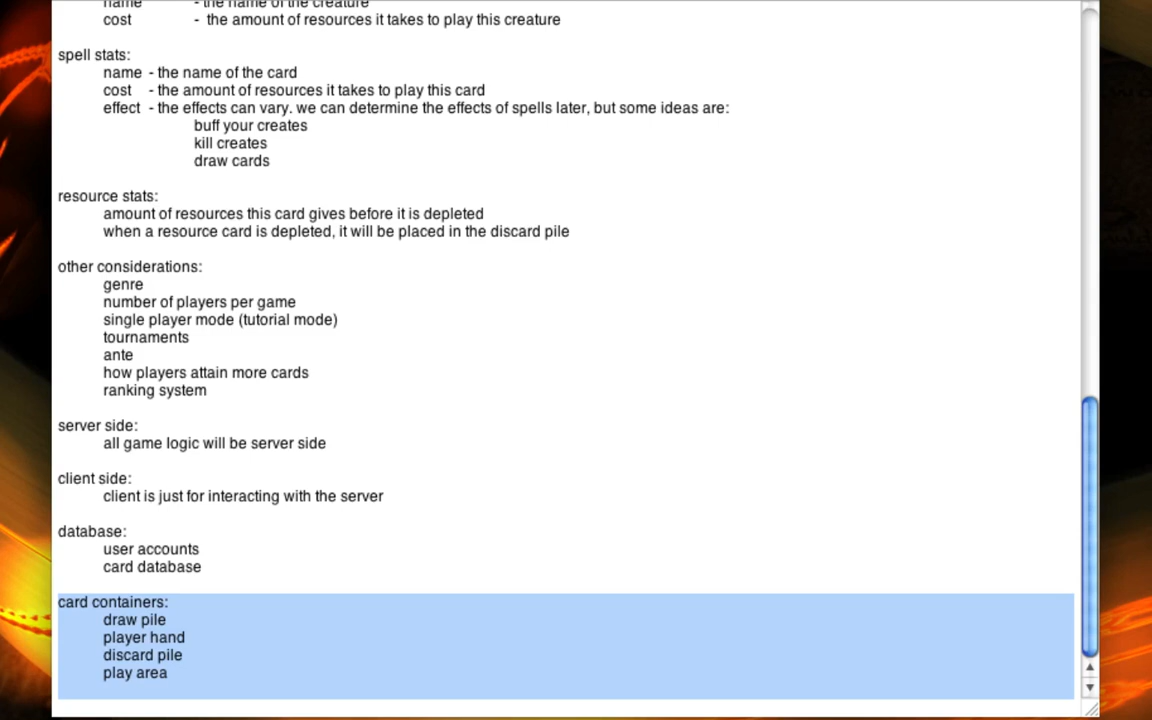 name - the name of the creature
cost - the amount of resources it takes to play this creature
spell stats:
name - the name of the card
cost - the amount of resources it takes to play this card
effect - the effects can vary. we can determine the effects of spells later, but some ideas are:
buff your creates
kill creates
draw cards
resource stats:
amount of resources this card gives before it is depleted
when a resource card is depleted, it will be placed in the discard pile
other considerations:
genre
number of players per game
single player mode (tutorial mode)
tournaments
ante
how players attain more cards
ranking system
server side:
all game logic will be server side
client side:
client is just for interacting with the server
database:
user accounts
card database
card containers:
draw pile
player hand
discard pile
play area